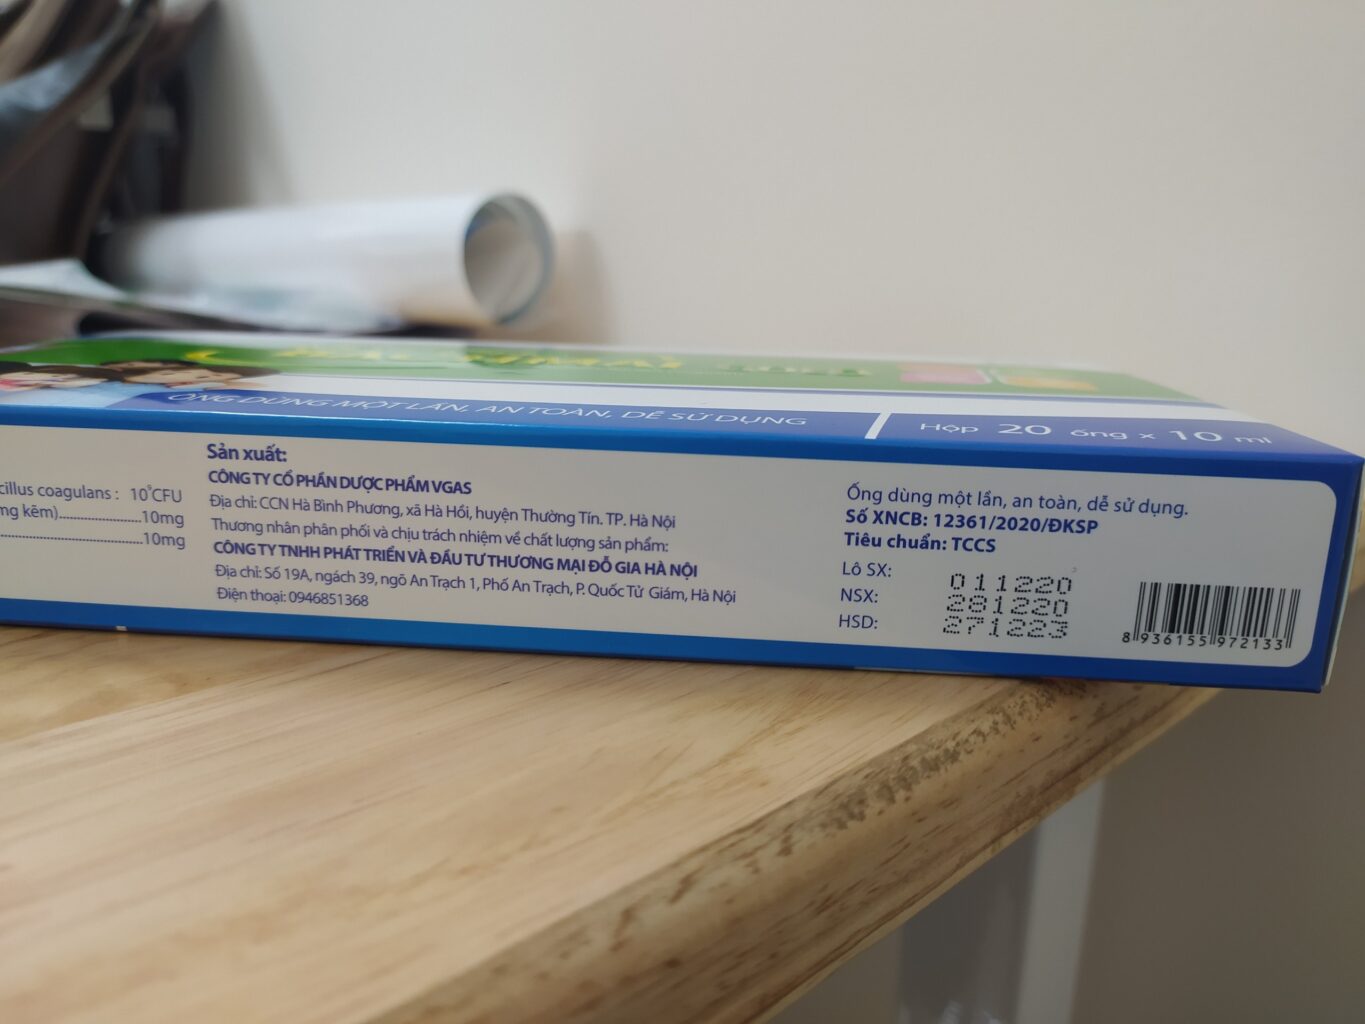 ỐNG DÙNG MỘT LẦN, AN TOÀN, DỄ SỬ DỤNG
Hộp 20 ống x 10 ml
cillus coagulans : 10⁹CFU
mg kẽm)......................10mg
......................................10mg
Sản xuất:
CÔNG TY CỔ PHẦN DƯỢC PHẨM VGAS
Địa chỉ: CCN Hà Bình Phương, xã Hà Hồi, huyện Thường Tín. TP. Hà Nội
Thương nhân phân phối và chịu trách nhiệm về chất lượng sản phẩm:
CÔNG TY TNHH PHÁT TRIỂN VÀ ĐẦU TƯ THƯƠNG MẠI ĐỖ GIA HÀ NỘI
Địa chỉ: Số 19A, ngách 39, ngõ An Trạch 1, Phố An Trạch, P. Quốc Tử Giám, Hà Nội
Điện thoại: 0946851368
Ống dùng một lần, an toàn, dễ sử dụng.
Số XNCB: 12361/2020/ĐKSP
Tiêu chuẩn: TCCS
Lô SX: 011220
NSX: 281220
HSD: 271223
8 936155 972133